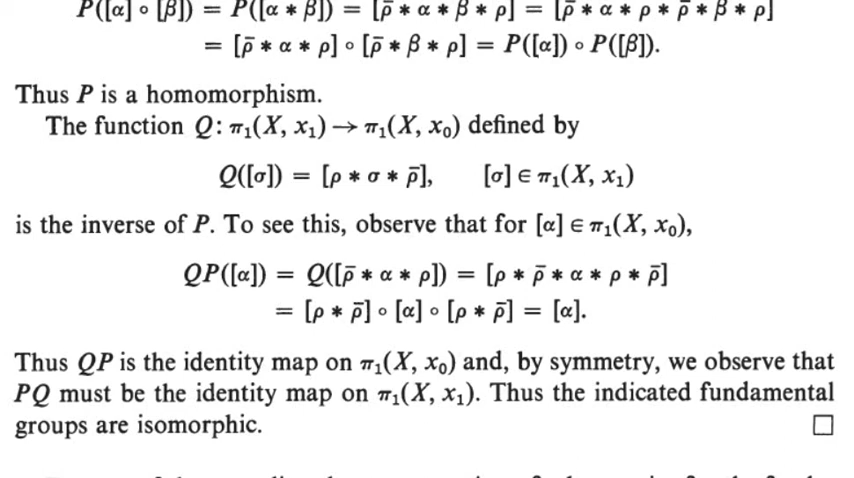 P([α] ∘ [β]) = P([α * β]) = [ρ̄ * α * β * ρ] = [ρ̄ * α * ρ * ρ̄ * β * ρ]
= [ρ̄ * α * ρ] ∘ [ρ̄ * β * ρ] = P([α]) ∘ P([β]).
Thus P is a homomorphism.
The function Q: π₁(X, x₁) → π₁(X, x₀) defined by
Q([σ]) = [ρ * σ * ρ̄], [σ] ∈ π₁(X, x₁)
is the inverse of P. To see this, observe that for [α] ∈ π₁(X, x₀),
QP([α]) = Q([ρ̄ * α * ρ]) = [ρ * ρ̄ * α * ρ * ρ̄]
= [ρ * ρ̄] ∘ [α] ∘ [ρ * ρ̄] = [α].
Thus QP is the identity map on π₁(X, x₀) and, by symmetry, we observe that
PQ must be the identity map on π₁(X, x₁). Thus the indicated fundamental
groups are isomorphic. □